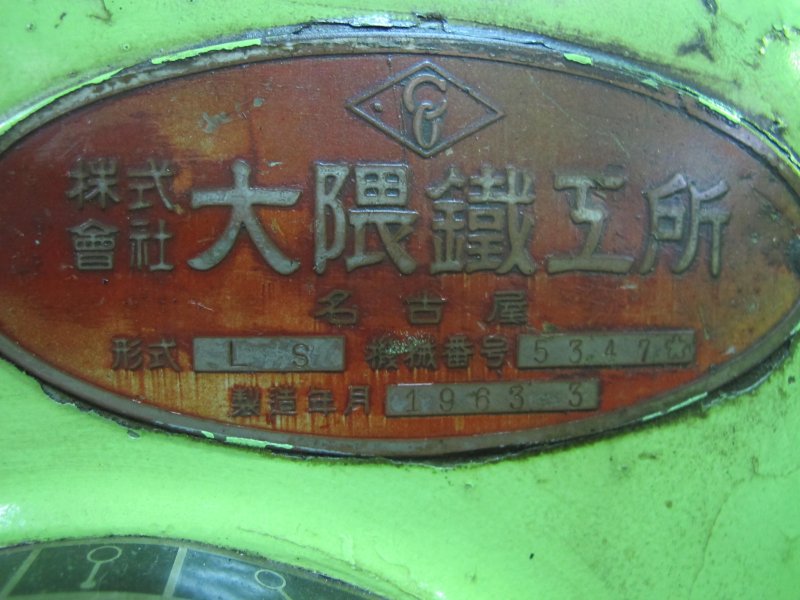 株式會社 大隈鐵工所
名古屋
形式 LS 機械番号 5347☆
製造年月 1963 3